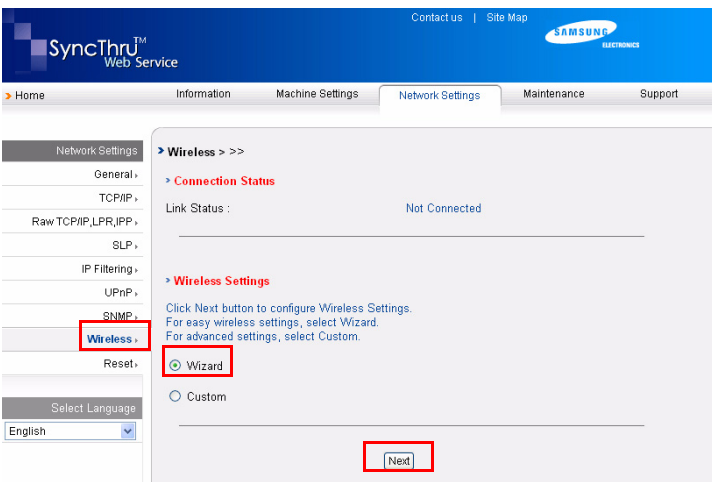 Contact us | Site Map
SAMSUNG
ELECTRONICS
SyncThru™
Web Service
Home Information Machine Settings Network Settings Maintenance Support
Network Settings
General
TCP/IP
Raw TCP/IP,LPR,IPP
SLP
IP Filtering
UPnP
SNMP
Wireless
Reset
Select Language
English
Wireless > >>
Connection Status
Link Status : Not Connected
Wireless Settings
Click Next button to configure Wireless Settings.
For easy wireless settings, select Wizard.
For advanced settings, select Custom.
Wizard
Custom
Next